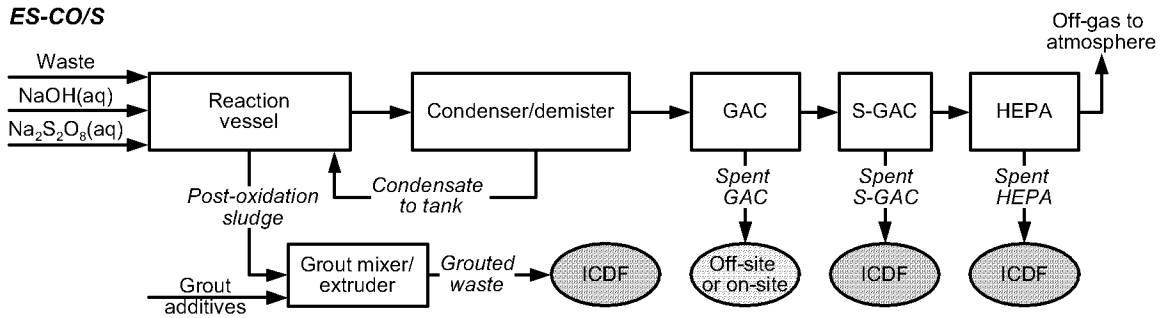 ES-CO/S
Off-gas to
atmosphere
Waste
NaOH(aq)
Na₂S₂O₈(aq)
Reaction
vessel
Condenser/demister
GAC
S-GAC
HEPA
Post-oxidation
sludge
Condensate
to tank
Spent
GAC
Spent
S-GAC
Spent
HEPA
Grout
additives
Grout mixer/
extruder
Grouted
waste
ICDF
Off-site
or on-site
ICDF
ICDF